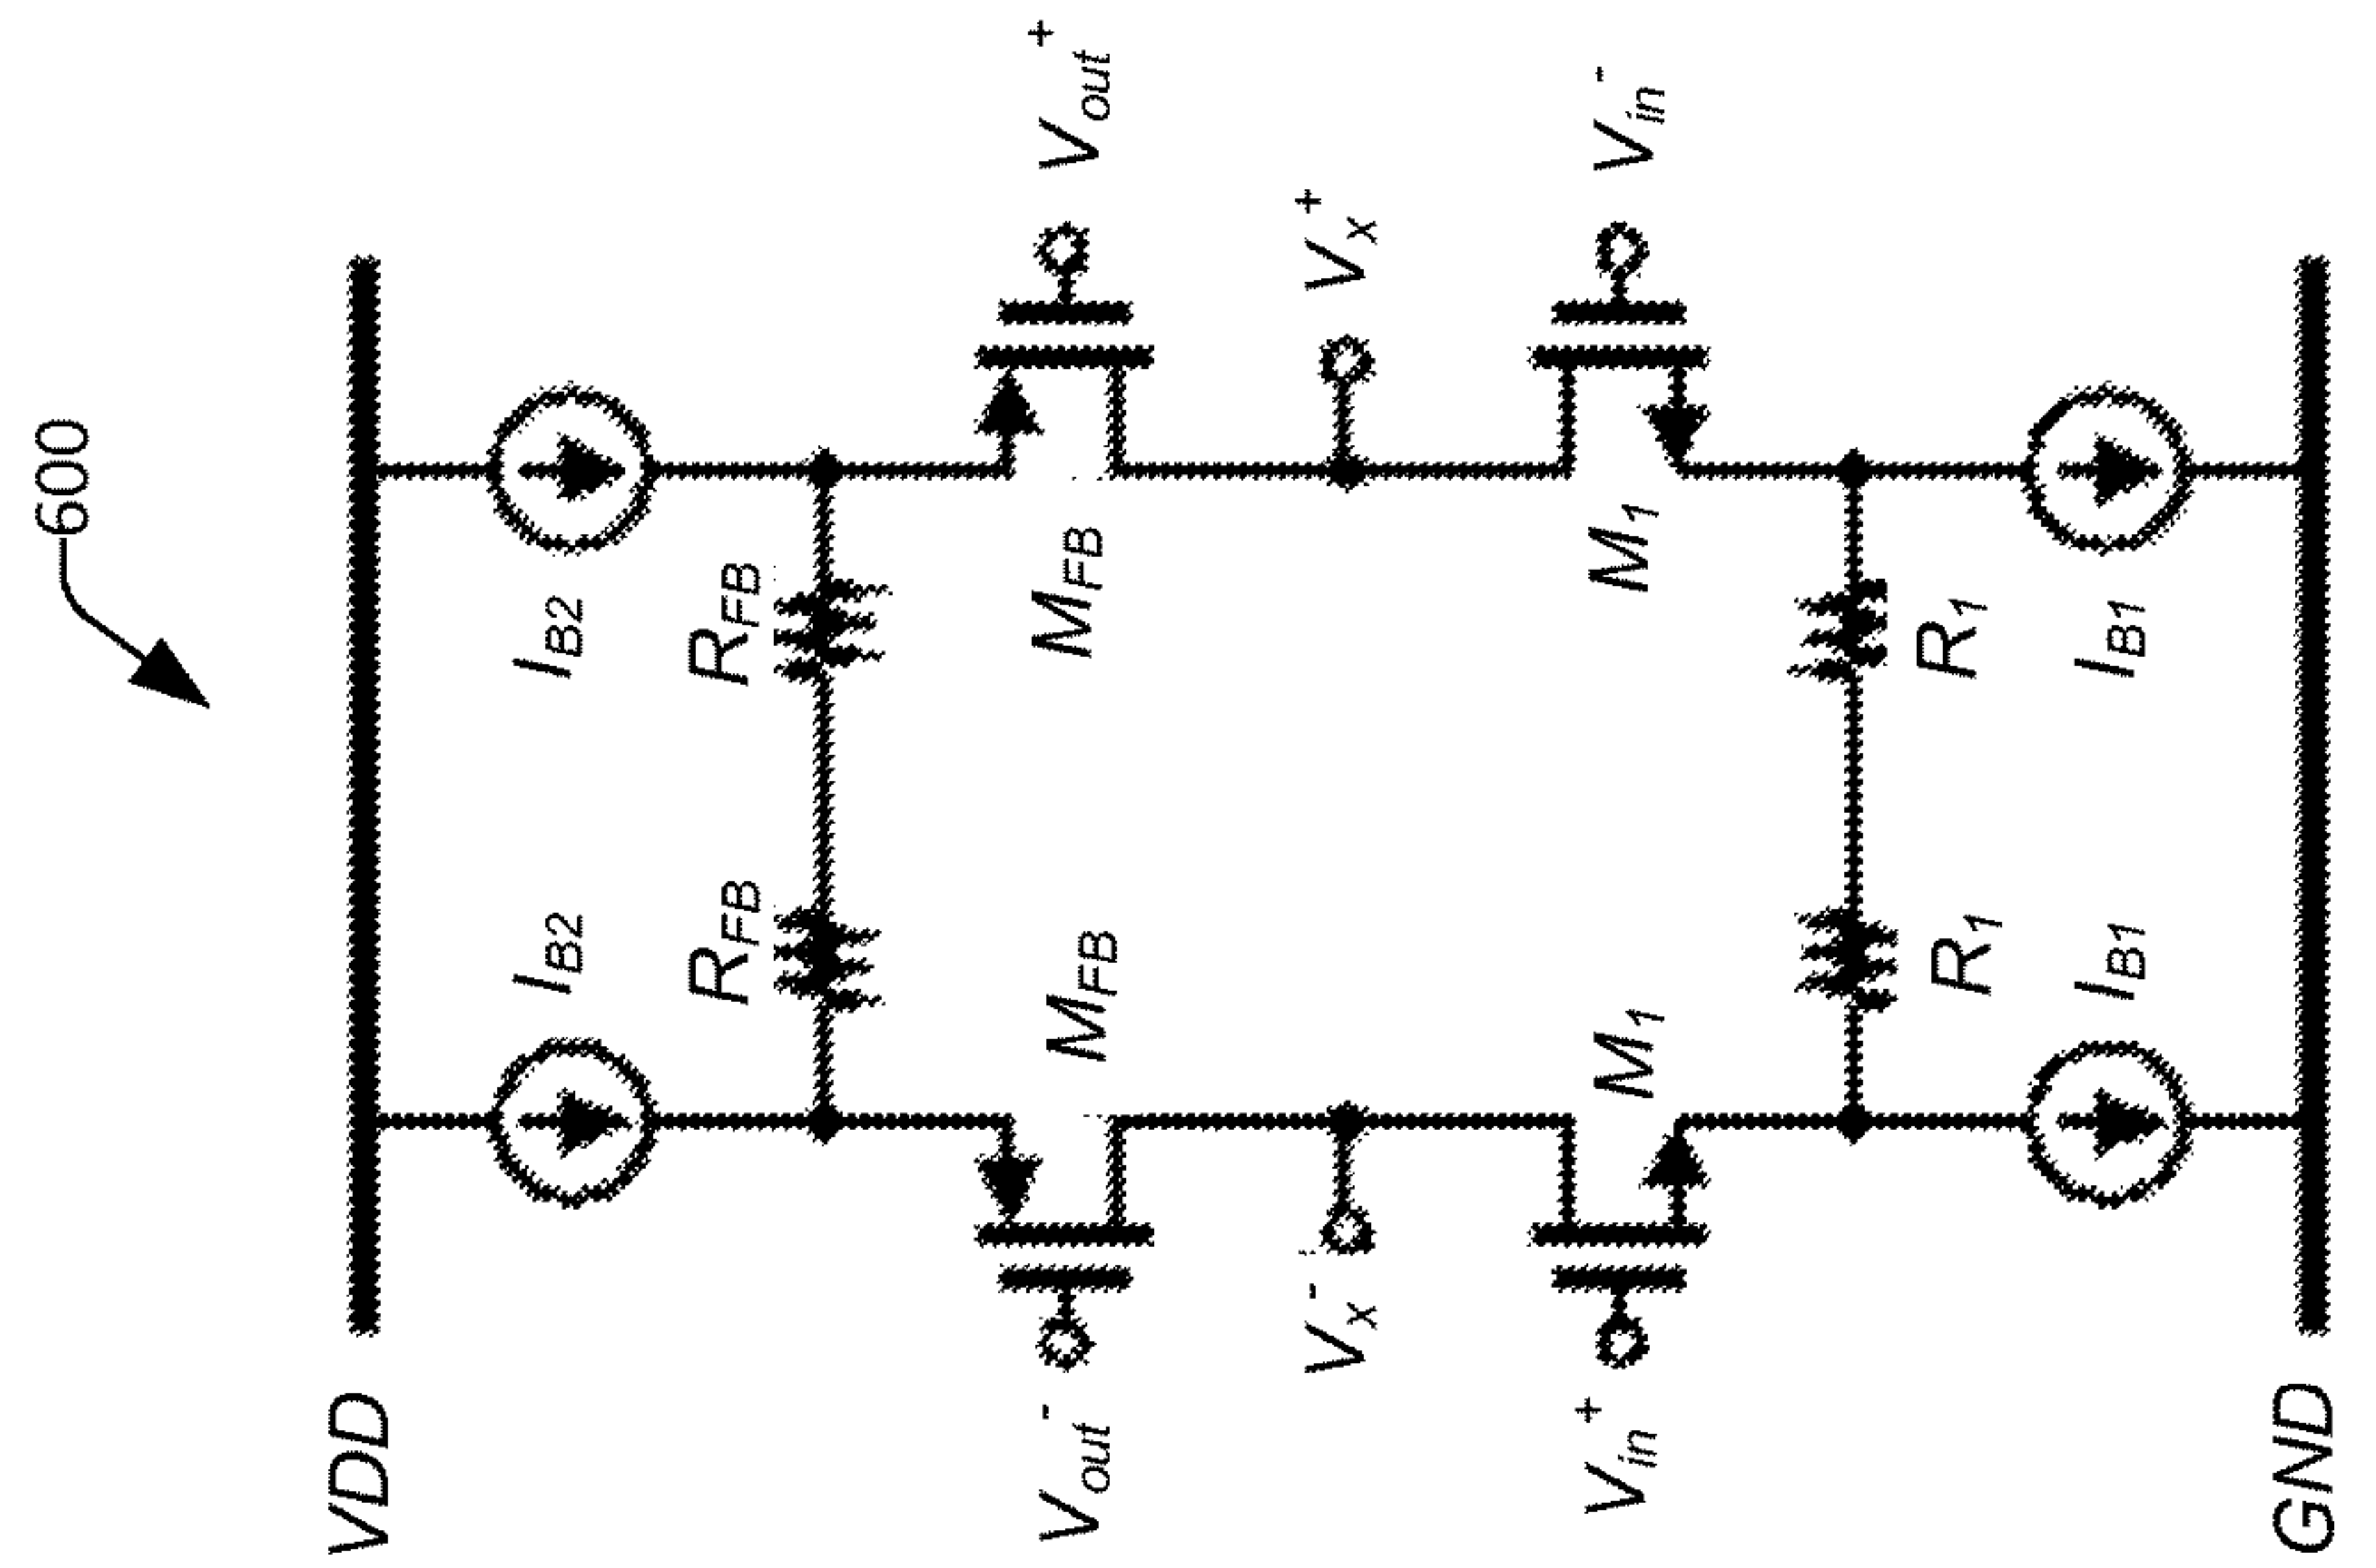 600
VDD
I_B2
I_B2
R_FB
R_FB
V_out^-
M_FB
M_FB
V_out^+
V_x^-
V_x^+
V_in^+
M_1
M_1
V_in^-
R_1
R_1
I_B1
I_B1
GND